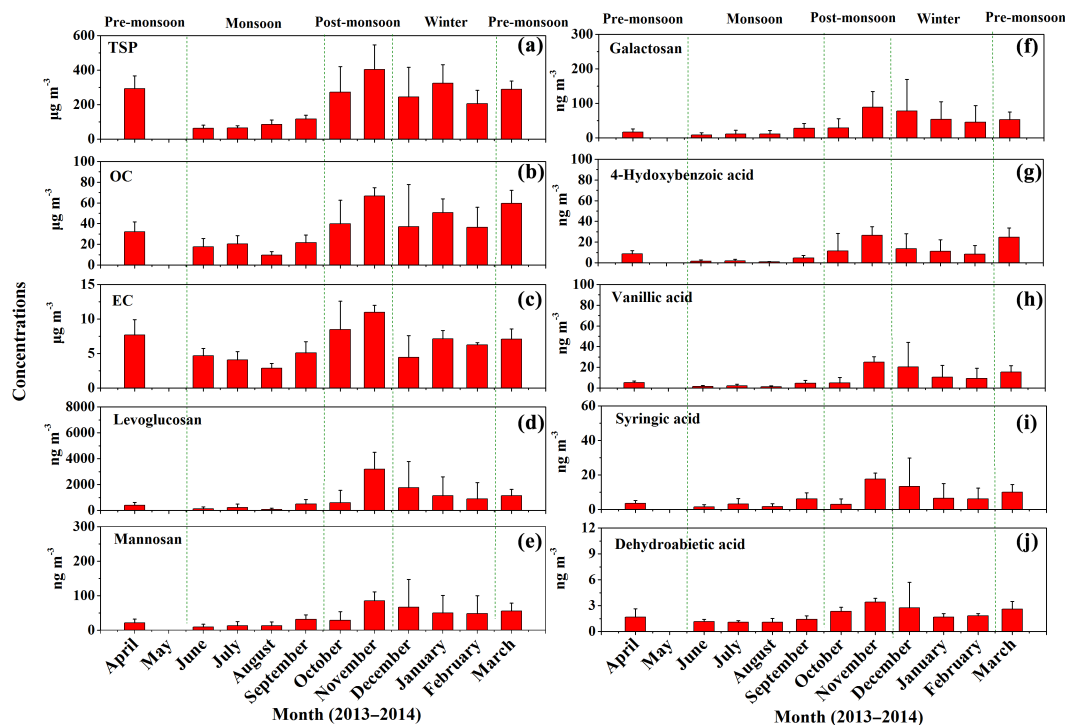 Pre-monsoon Monsoon Post-monsoon Winter Pre-monsoon
TSP (a)
µg m⁻³
600
400
200
0
OC (b)
µg m⁻³
100
80
60
40
20
0
EC (c)
µg m⁻³
15
10
5
0
Levoglucosan (d)
ng m⁻³
8000
6000
4000
2000
0
Mannosan (e)
ng m⁻³
300
200
100
0
Concentrations
April May June July August September October November December January February March
Month (2013–2014)
Pre-monsoon Monsoon Post-monsoon Winter Pre-monsoon
Galactosan (f)
ng m⁻³
300
200
100
50
0
4-Hydoxybenzoic acid (g)
ng m⁻³
100
80
60
40
20
0
Vanillic acid (h)
ng m⁻³
100
80
60
40
20
0
Syringic acid (i)
ng m⁻³
60
40
20
0
Dehydroabietic acid (j)
ng m⁻³
12
9
6
3
0
April May June July August September October November December January February March
Month (2013–2014)